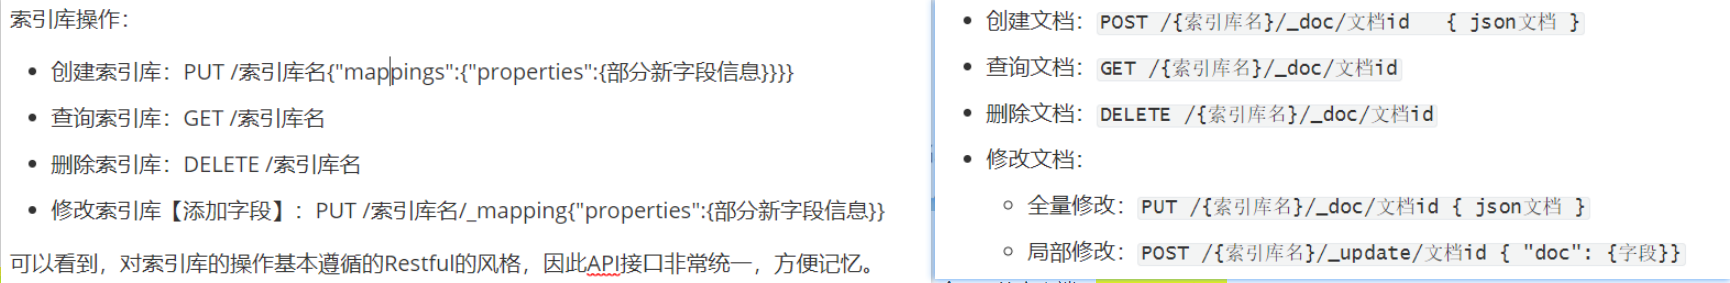 索引库操作：
• 创建索引库：PUT /索引库名{"mappings":{"properties":{部分新字段信息}}}}
• 查询索引库：GET /索引库名
• 删除索引库：DELETE /索引库名
• 修改索引库【添加字段】：PUT /索引库名/_mapping{"properties":{部分新字段信息}}
可以看到，对索引库的操作基本遵循的Restful的风格，因此API接口非常统一，方便记忆。
• 创建文档：POST /{索引库名}/_doc/文档id { json文档 }
• 查询文档：GET /{索引库名}/_doc/文档id
• 删除文档：DELETE /{索引库名}/_doc/文档id
• 修改文档：
○ 全量修改：PUT /{索引库名}/_doc/文档id { json文档 }
○ 局部修改：POST /{索引库名}/_update/文档id { "doc": {字段}}